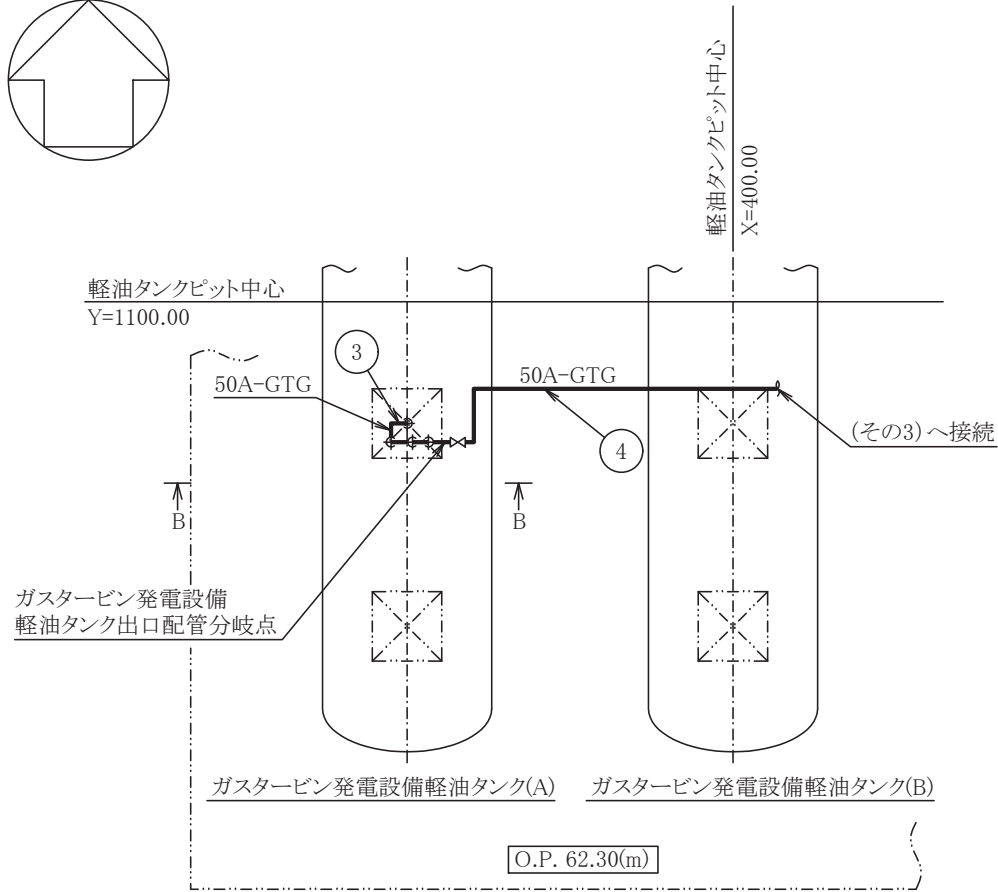 軽油タンクピット中心
X=400.00
軽油タンクピット中心
Y=1100.00
3
50A-GTG
50A-GTG
(その3)へ接続
4
B
B
ガスタービン発電設備
軽油タンク出口配管分岐点
ガスタービン発電設備軽油タンク(A)
ガスタービン発電設備軽油タンク(B)
O.P. 62.30(m)